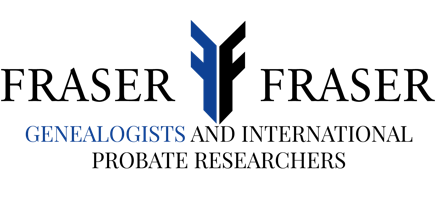 FRASER FRASER
GENEALOGISTS AND INTERNATIONAL
PROBATE RESEARCHERS